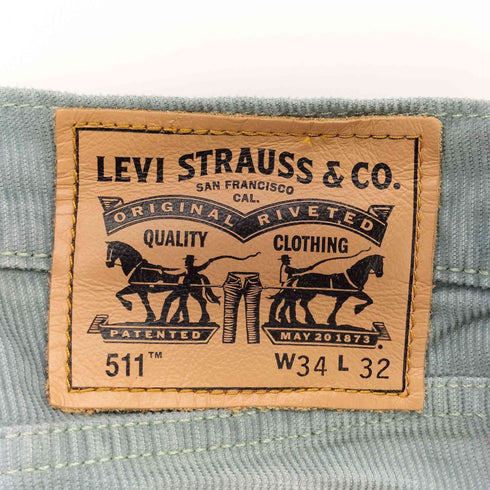 LEVI STRAUSS & CO.
SAN FRANCISCO
CAL.
ORIGINAL RIVETED
QUALITY CLOTHING
PATENTED MAY 20 1873
511™ W34 L 32